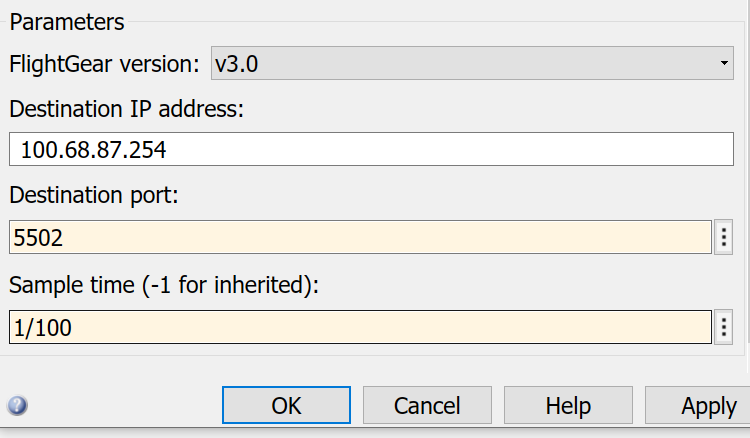 Parameters
FlightGear version: v3.0
Destination IP address:
100.68.87.254
Destination port:
5502
Sample time (-1 for inherited):
1/100
OK Cancel Help Apply